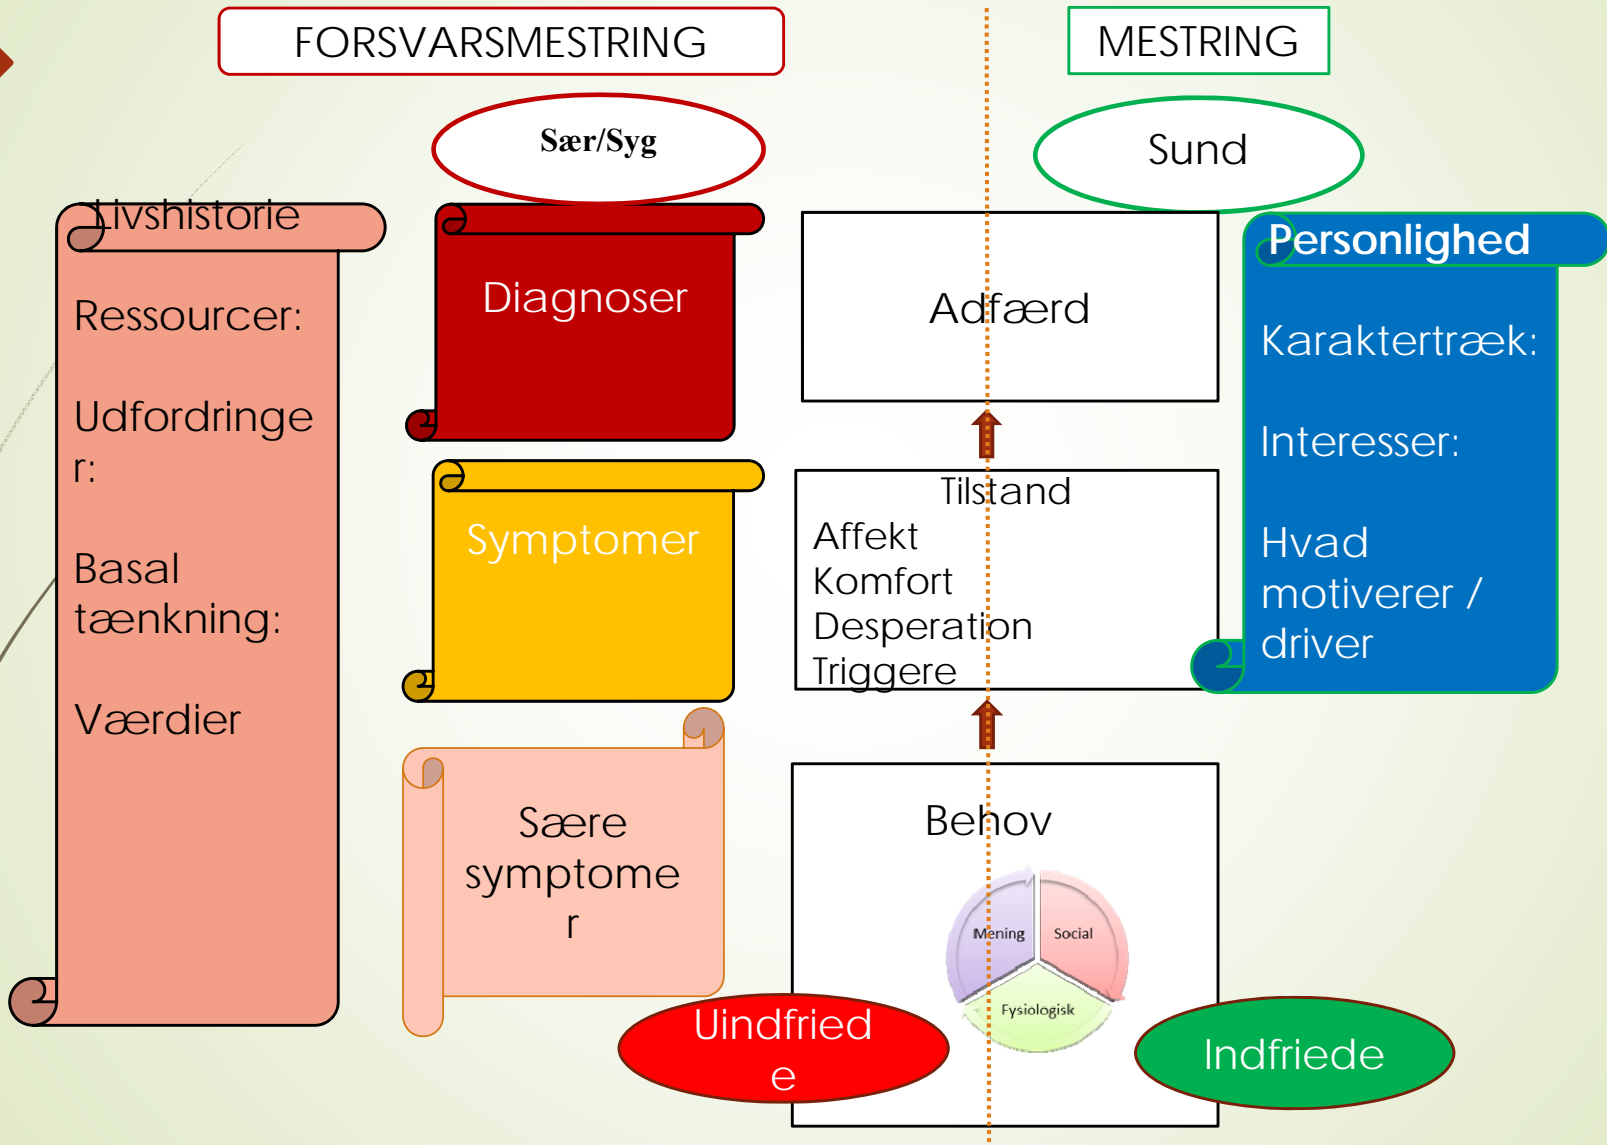 FORSVARSMESTRING
MESTRING
Sær/Syg
Sund
Livshistorie
Ressourcer:
Udfordringe
r:
Basal
tænkning:
Værdier
Diagnoser
Symptomer
Sære
symptome
r
Adfærd
Tilstand
Affekt
Komfort
Desperation
Triggere
Behov
Mening
Social
Fysiologisk
Uindfried
e
Indfriede
Personlighed
Karaktertræk:
Interesser:
Hvad
motiverer /
driver